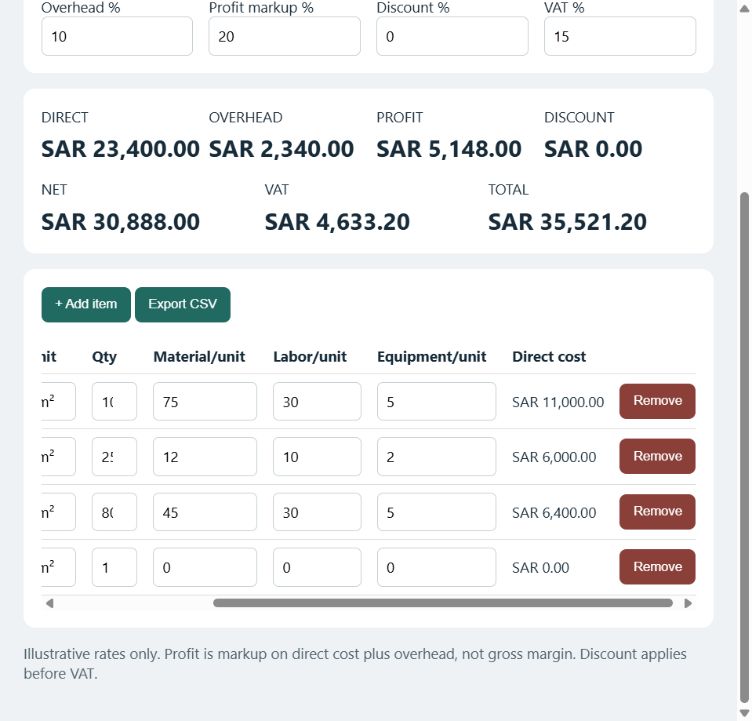 Overhead % Profit markup % Discount % VAT %
10 20 0 15
DIRECT OVERHEAD PROFIT DISCOUNT
SAR 23,400.00 SAR 2,340.00 SAR 5,148.00 SAR 0.00
NET VAT TOTAL
SAR 30,888.00 SAR 4,633.20 SAR 35,521.20
+ Add item Export CSV
Qty Material/unit Labor/unit Equipment/unit Direct cost
m² 75 30 5 SAR 11,000.00 Remove
m² 12 10 2 SAR 6,000.00 Remove
m² 45 30 5 SAR 6,400.00 Remove
m² 1 0 0 0 SAR 0.00 Remove
Illustrative rates only. Profit is markup on direct cost plus overhead, not gross margin. Discount applies
before VAT.